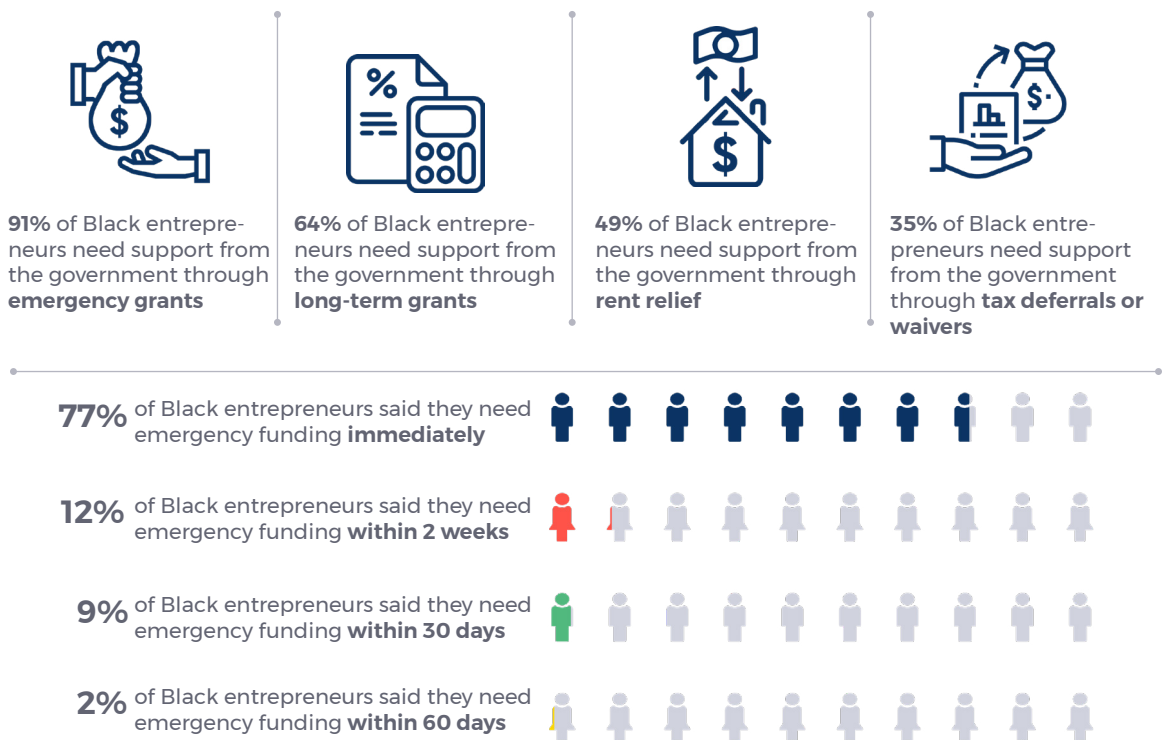 $
%
$
$
91% of Black entrepre-
neurs need support from
the government through
emergency grants
64% of Black entrepre-
neurs need support from
the government through
long-term grants
49% of Black entrepre-
neurs need support from
the government through
rent relief
35% of Black entre-
preneurs need support
from the government
through tax deferrals or
waivers
77% of Black entrepreneurs said they need
emergency funding immediately
12% of Black entrepreneurs said they need
emergency funding within 2 weeks
9% of Black entrepreneurs said they need
emergency funding within 30 days
2% of Black entrepreneurs said they need
emergency funding within 60 days